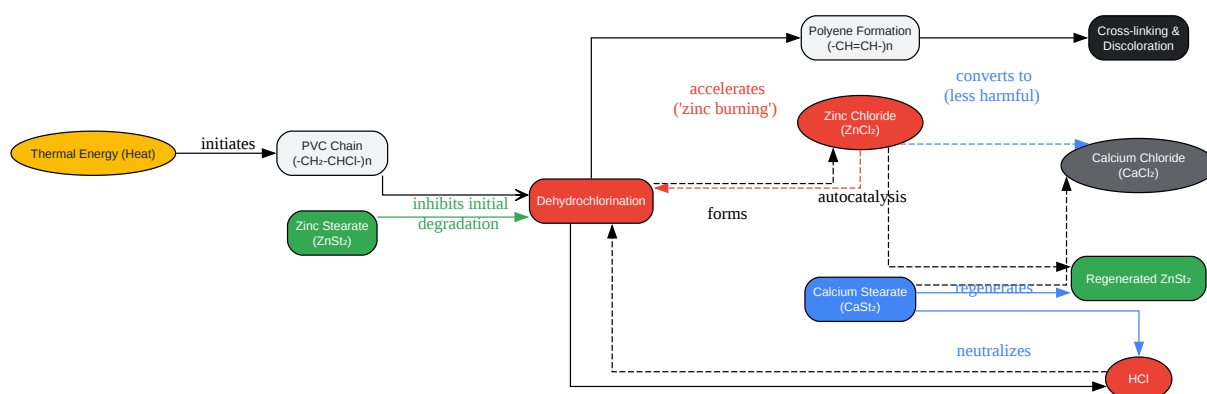 Polyene Formation
(-CH=CH-)n
Cross-linking &
Discoloration
accelerates
('zinc burning')
converts to
(less harmful)
Zinc Chloride
(ZnCl₂)
initiates
Thermal Energy (Heat)
PVC Chain
(-CH₂-CHCl-)n
Calcium Chloride
(CaCl₂)
inhibits initial
degradation
Dehydrochlorination
autocatalysis
forms
Zinc Stearate
(ZnSt₂)
Regenerated ZnSt₂
Calcium Stearate
(CaSt₂)
regenerates
neutralizes
HCl